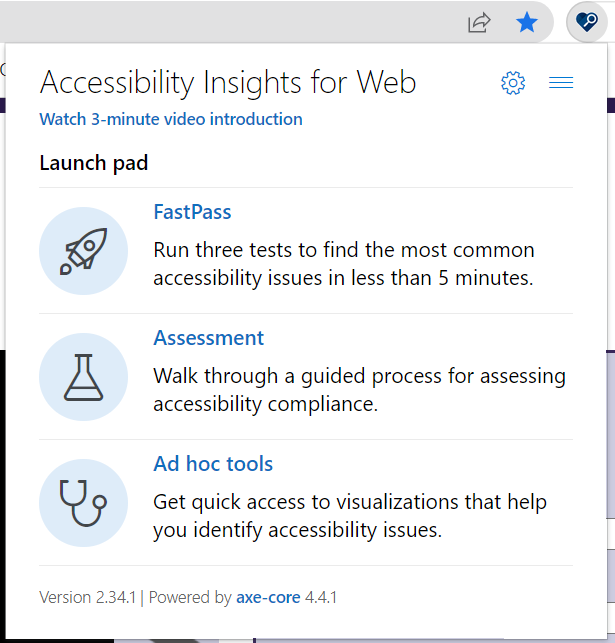 Accessibility Insights for Web
Watch 3-minute video introduction
Launch pad
FastPass
Run three tests to find the most common
accessibility issues in less than 5 minutes.
Assessment
Walk through a guided process for assessing
accessibility compliance.
Ad hoc tools
Get quick access to visualizations that help
you identify accessibility issues.
Version 2.34.1 | Powered by axe-core 4.4.1